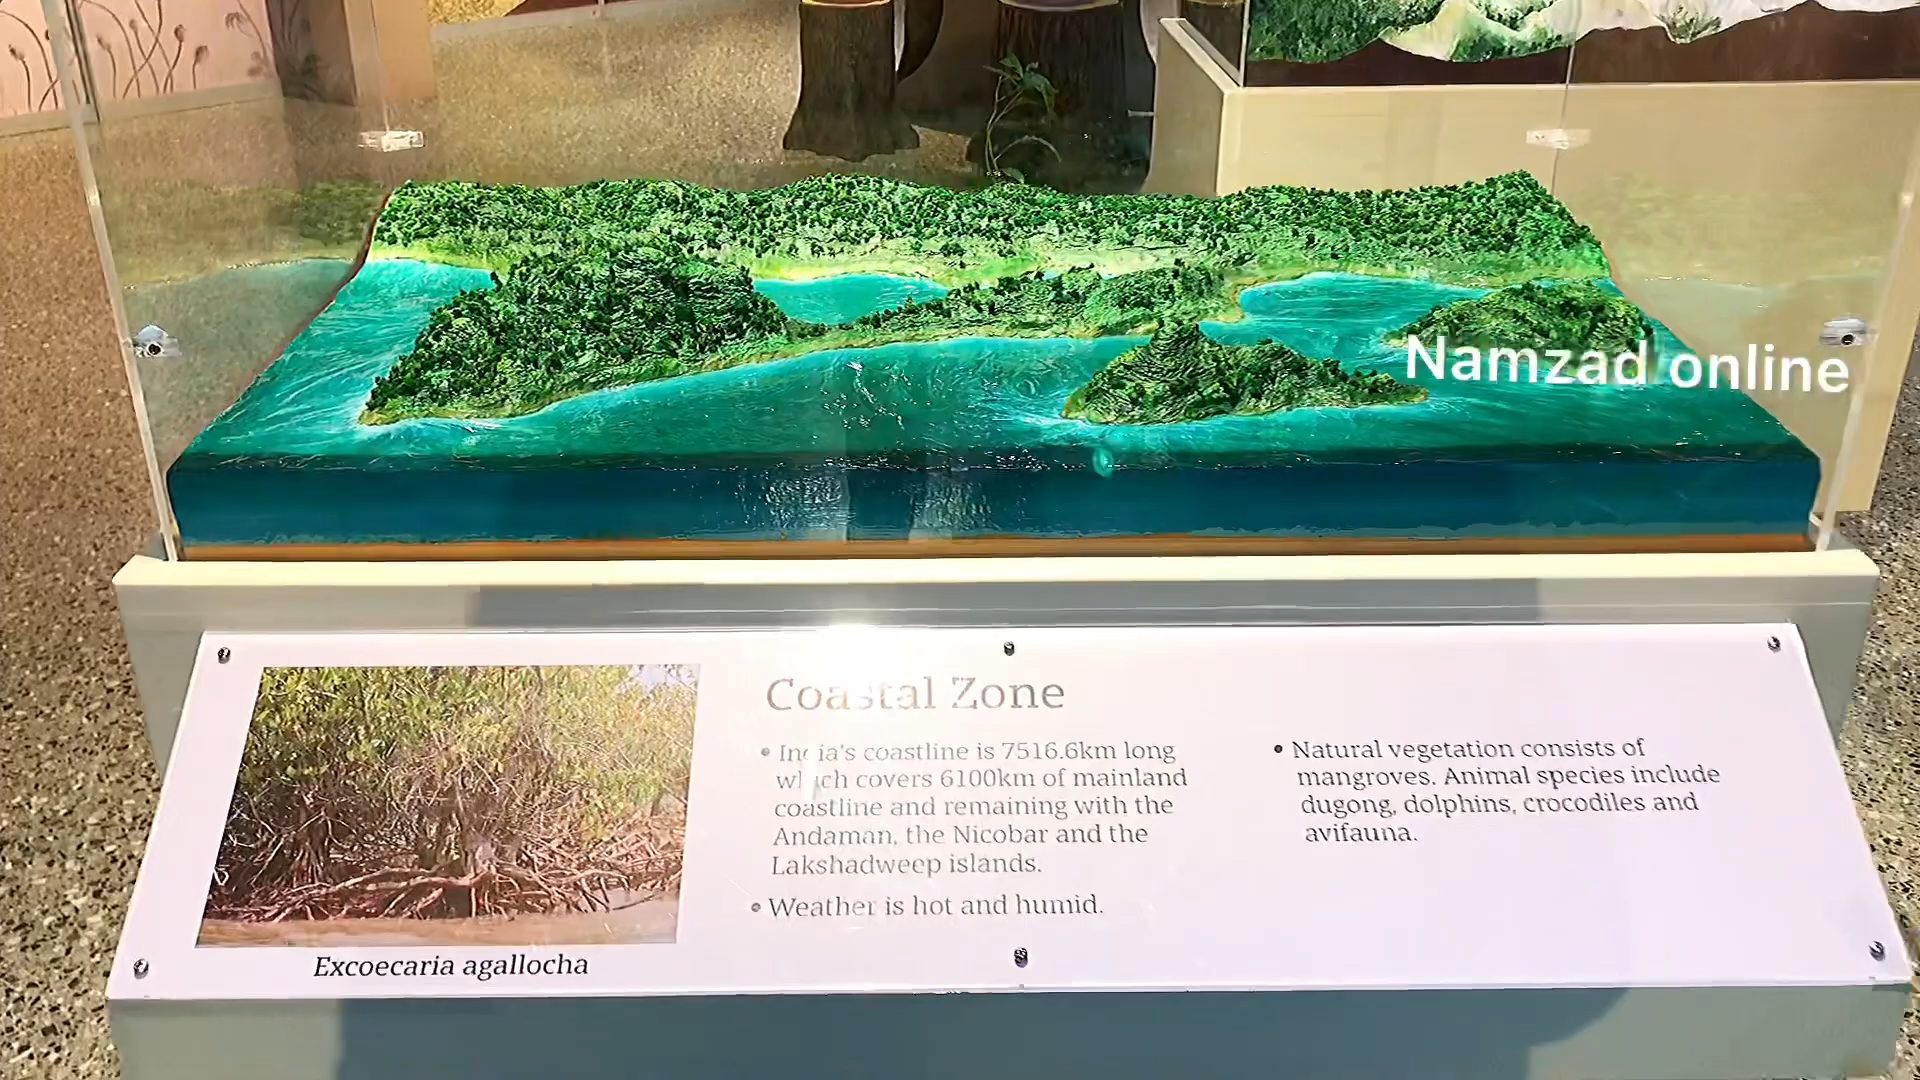 Namzad online
Coastal Zone
• India's coastline is 7516.6km long
which covers 6100km of mainland
coastline and remaining with the
Andaman, the Nicobar and the
Lakshadweep islands.
• Weather is hot and humid.
• Natural vegetation consists of
mangroves. Animal species include
dugong, dolphins, crocodiles and
avifauna.
Excoecaria agallocha